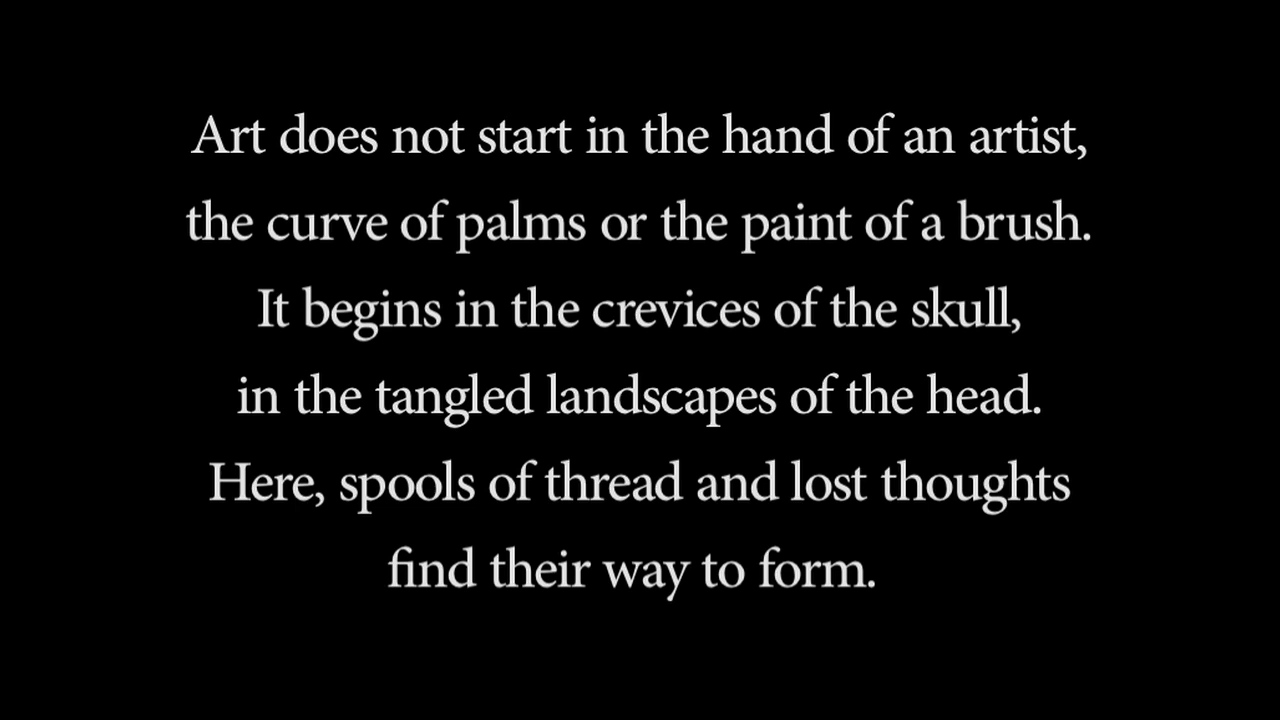 Art does not start in the hand of an artist,
the curve of palms or the paint of a brush.
It begins in the crevices of the skull,
in the tangled landscapes of the head.
Here, spools of thread and lost thoughts
find their way to form.